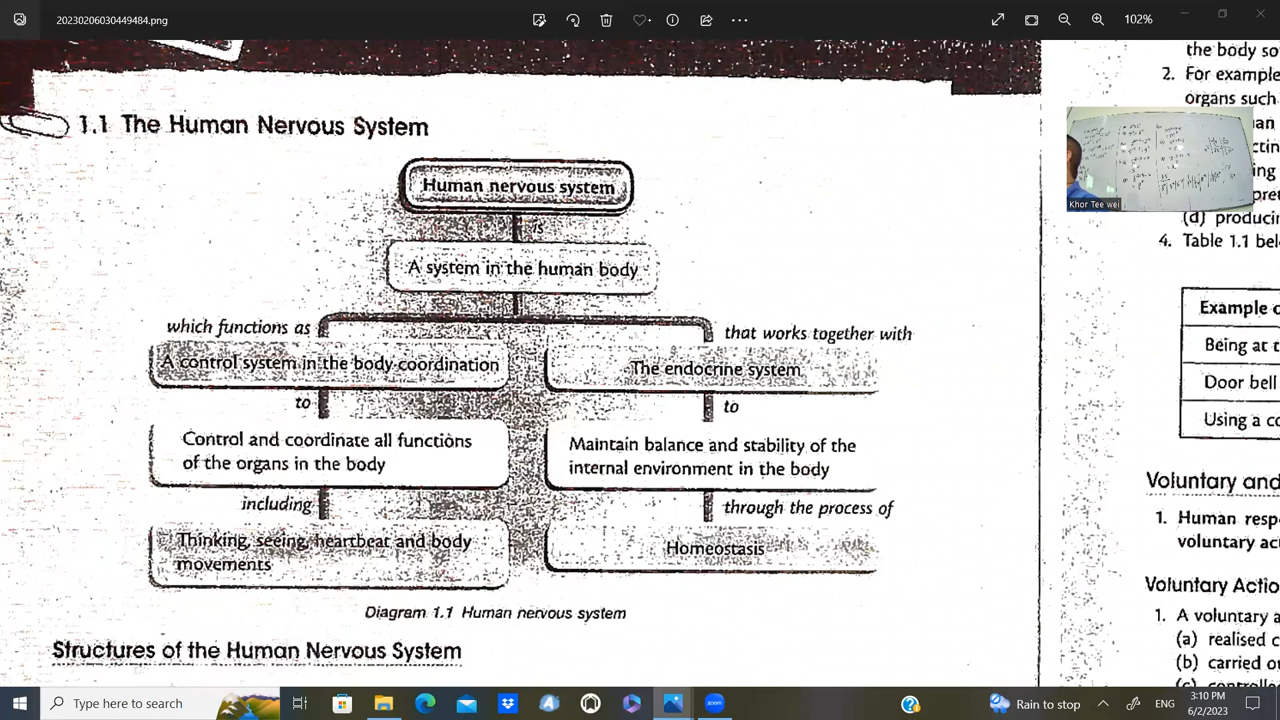 20230206030449484.png
102%
1.1 The Human Nervous System
Human nervous system
is
A system in the human body
which functions as
that works together with
A control system in the body coordination
The endocrine system
to
to
Control and coordinate all functions
of the organs in the body
Maintain balance and stability of the
internal environment in the body
including
through the process of
Thinking, seeing, heartbeat and body
movements
Homeostasis
Diagram 1.1 Human nervous system
Structures of the Human Nervous System
the body so
2. For example
organs such
Khor Tee wei
(d) producin
4. Table 1.1 bel
Example o
Being at t
Door bell
Using a co
Voluntary and
1. Human resp
voluntary ac
Voluntary Actio
1. A voluntary a
(a) realised c
(b) carried o
Type here to search
zoom
Rain to stop
ENG
3:10 PM
6/2/2023